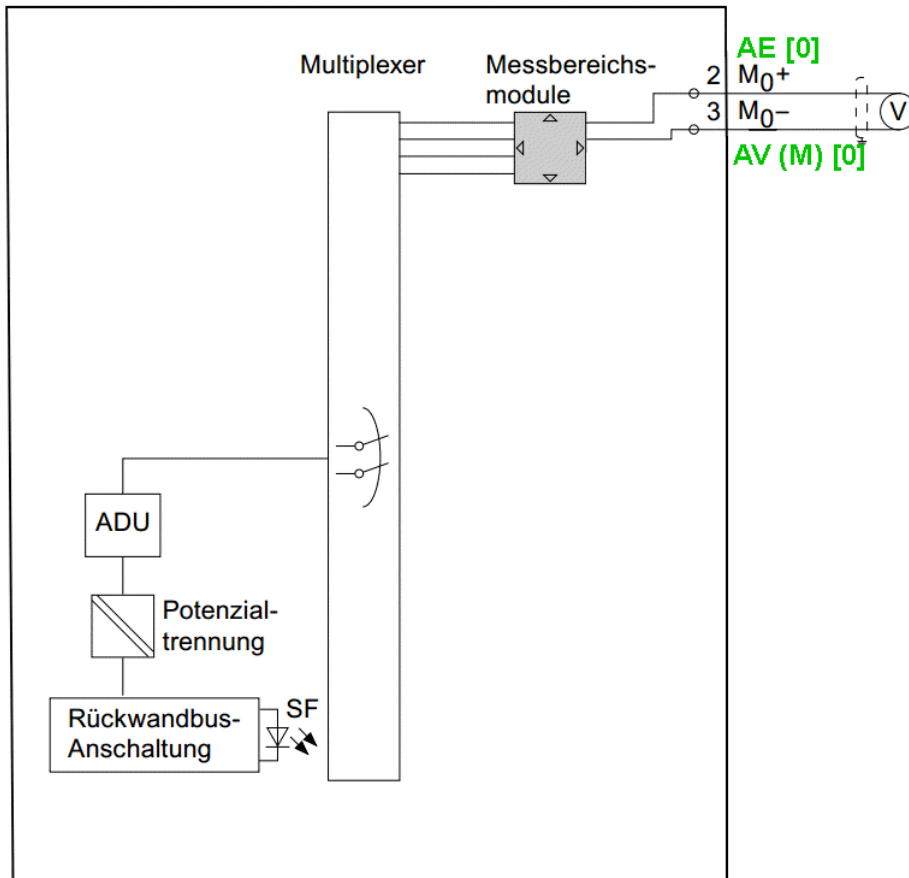 AE [0]
Multiplexer
Messbereichs-
module
2 M0+
3 M0–
V
AV (M) [0]
ADU
Potenzial-
trennung
SF
Rückwandbus-
Anschaltung